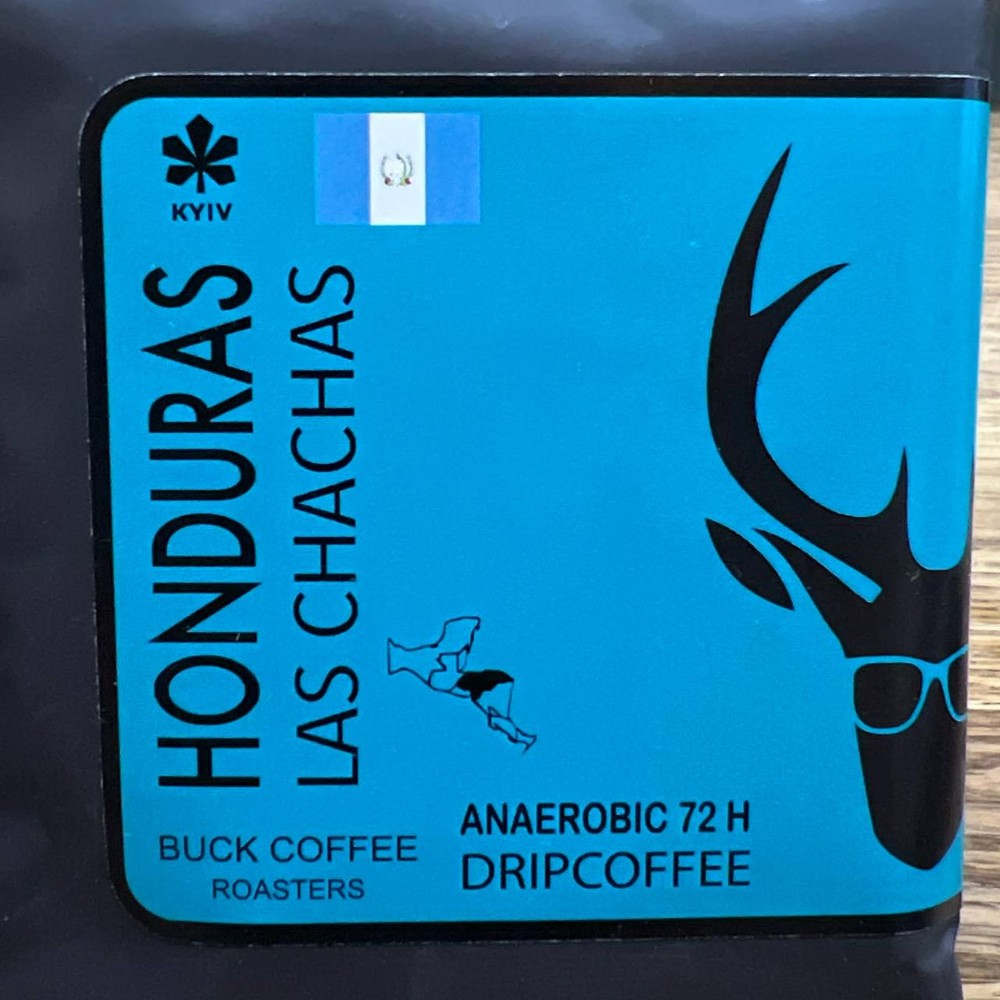 KYIV
HONDURAS
LAS CHACHAS
ANAEROBIC 72 H
DRIPCOFFEE
BUCK COFFEE
ROASTERS